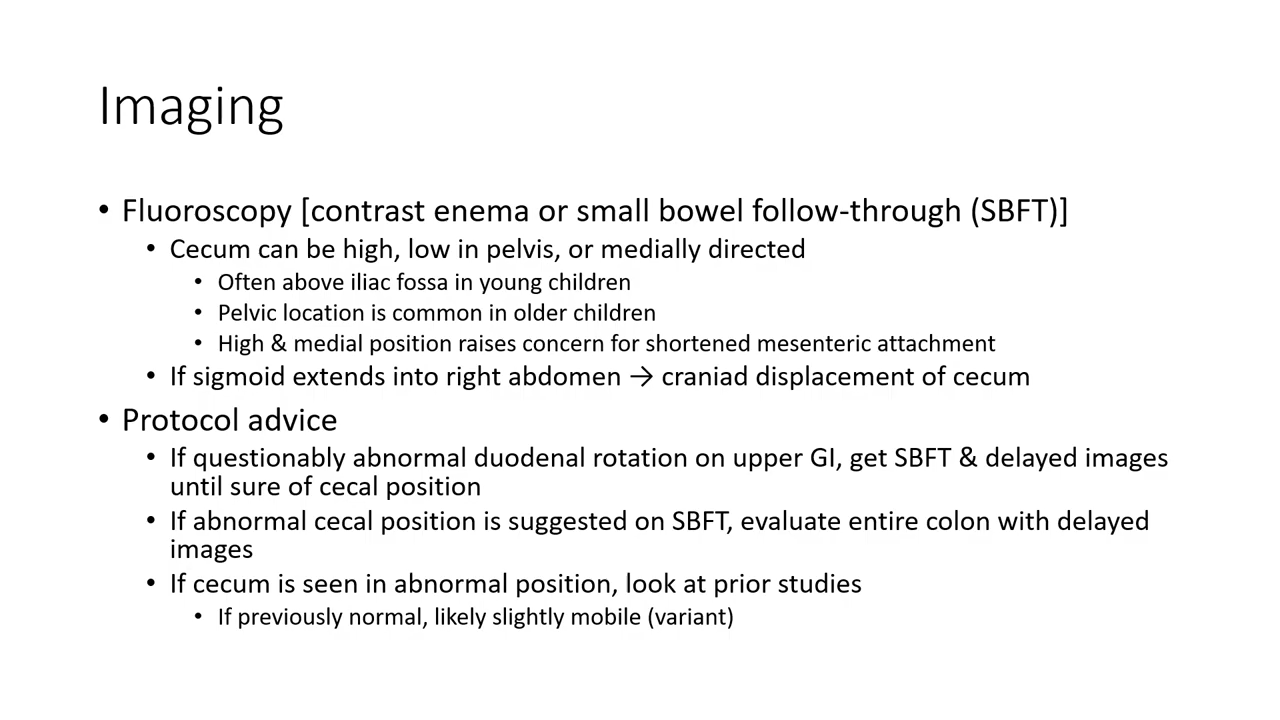 Imaging
• Fluoroscopy [contrast enema or small bowel follow-through (SBFT)]
• Cecum can be high, low in pelvis, or medially directed
• Often above iliac fossa in young children
• Pelvic location is common in older children
• High & medial position raises concern for shortened mesenteric attachment
• If sigmoid extends into right abdomen → craniad displacement of cecum
• Protocol advice
• If questionably abnormal duodenal rotation on upper GI, get SBFT & delayed images
until sure of cecal position
• If abnormal cecal position is suggested on SBFT, evaluate entire colon with delayed
images
• If cecum is seen in abnormal position, look at prior studies
• If previously normal, likely slightly mobile (variant)